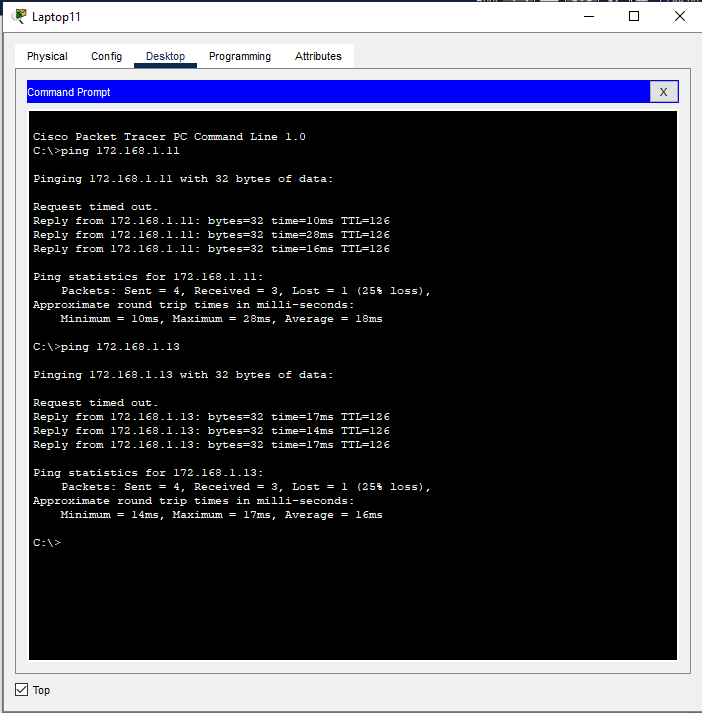 Laptop11
Physical Config Desktop Programming Attributes
Command Prompt X
Cisco Packet Tracer PC Command Line 1.0
C:\>ping 172.168.1.11
Pinging 172.168.1.11 with 32 bytes of data:
Request timed out.
Reply from 172.168.1.11: bytes=32 time=10ms TTL=126
Reply from 172.168.1.11: bytes=32 time=28ms TTL=126
Reply from 172.168.1.11: bytes=32 time=16ms TTL=126
Ping statistics for 172.168.1.11:
Packets: Sent = 4, Received = 3, Lost = 1 (25% loss),
Approximate round trip times in milli-seconds:
Minimum = 10ms, Maximum = 28ms, Average = 18ms
C:\>ping 172.168.1.13
Pinging 172.168.1.13 with 32 bytes of data:
Request timed out.
Reply from 172.168.1.13: bytes=32 time=17ms TTL=126
Reply from 172.168.1.13: bytes=32 time=14ms TTL=126
Reply from 172.168.1.13: bytes=32 time=17ms TTL=126
Ping statistics for 172.168.1.13:
Packets: Sent = 4, Received = 3, Lost = 1 (25% loss),
Approximate round trip times in milli-seconds:
Minimum = 14ms, Maximum = 17ms, Average = 16ms
C:\>
Top